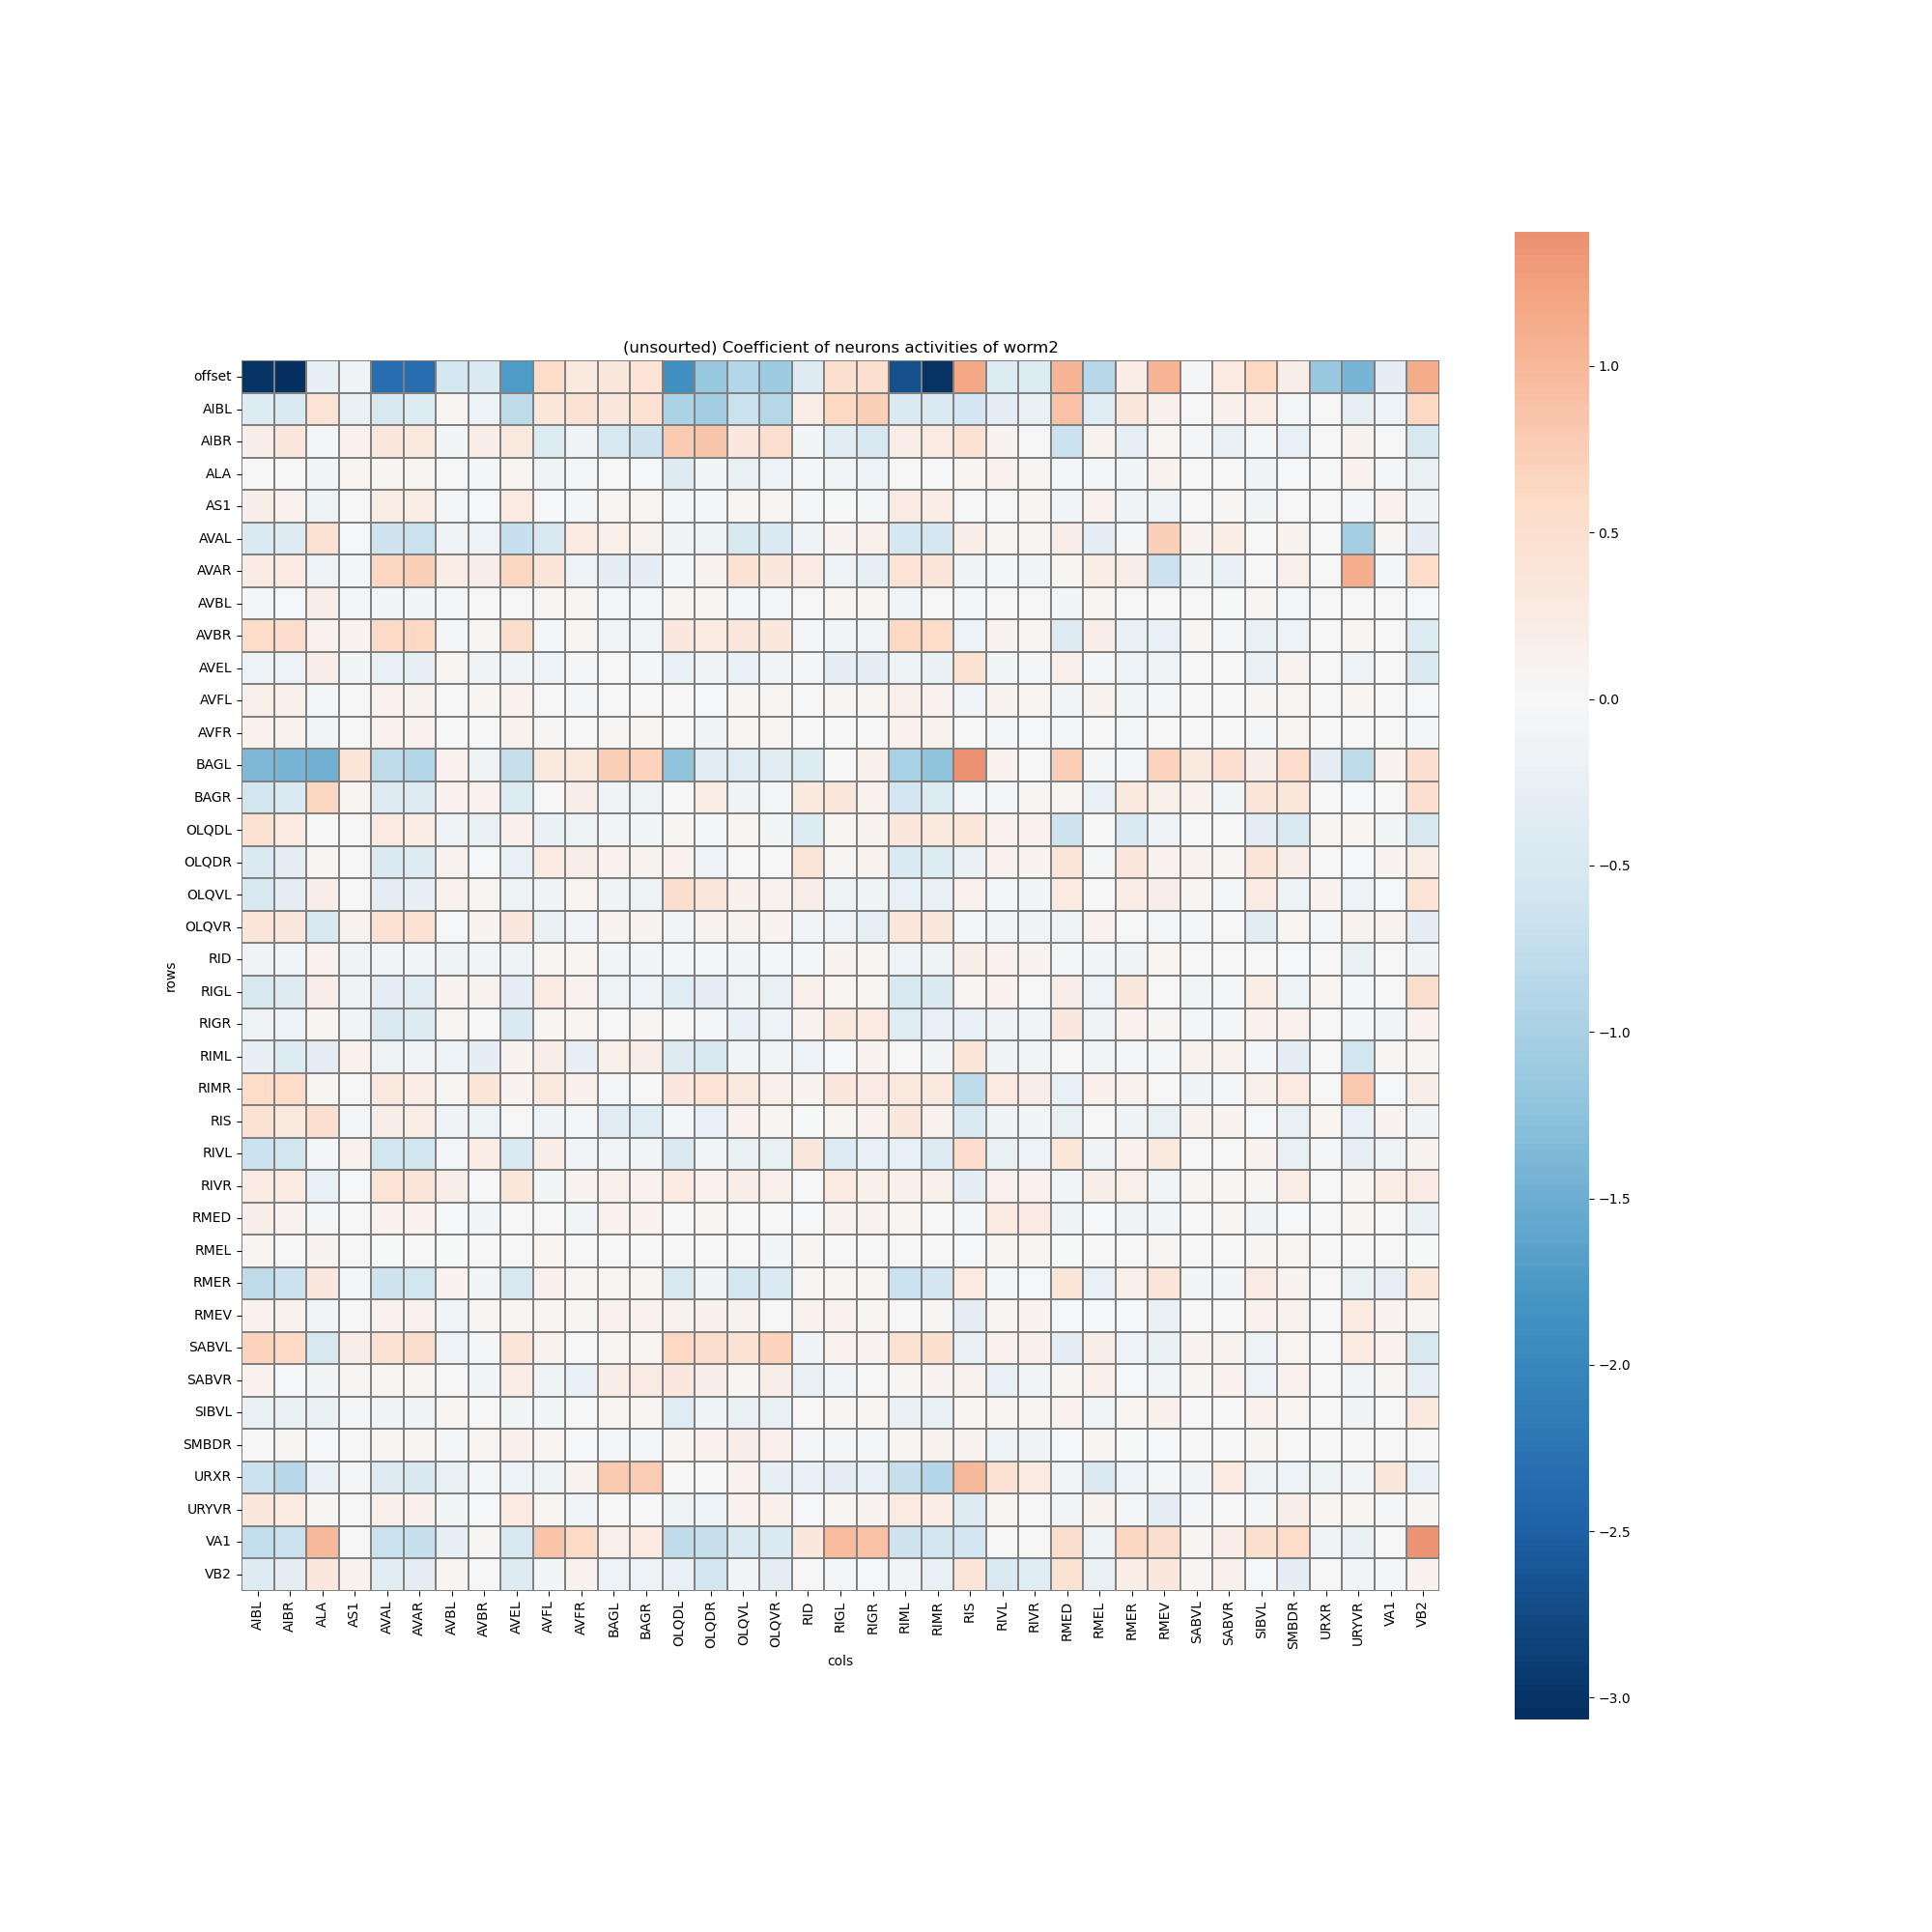 (unsourted) Coefficient of neurons activities of worm2
offset
AIBL
AIBR
ALA
AS1
AVAL
AVAR
AVBL
AVBR
AVEL
AVFL
AVFR
BAGL
BAGR
OLQDL
OLQDR
OLQVL
OLQVR
RID
RIGL
RIGR
RIML
RIMR
RIS
RIVL
RIVR
RMED
RMEL
RMER
RMEV
SABVL
SABVR
SIBVL
SMBDR
URXR
URYVR
VA1
VB2
rows
AIBL
AIBR
ALA
AS1
AVAL
AVAR
AVBL
AVBR
AVEL
AVFL
AVFR
BAGL
BAGR
OLQDL
OLQDR
OLQVL
OLQVR
RID
RIGL
RIGR
RIML
RIMR
RIS
RIVL
RIVR
RMED
RMEL
RMER
RMEV
SABVL
SABVR
SIBVL
SMBDR
URXR
URYVR
VA1
VB2
cols
1.0
0.5
0.0
−0.5
−1.0
−1.5
−2.0
−2.5
−3.0